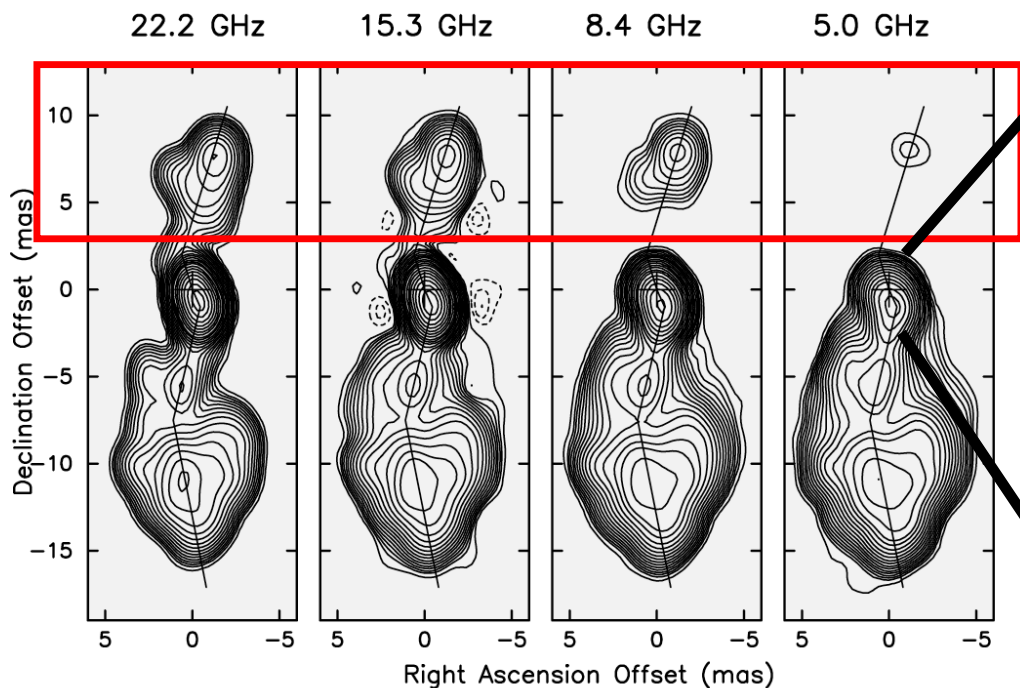 22.2 GHz 15.3 GHz 8.4 GHz 5.0 GHz
Declination Offset (mas)
10
5
0
−5
−10
−15
5 0 −5 5 0 −5 5 0 −5 5 0 −5
Right Ascension Offset (mas)